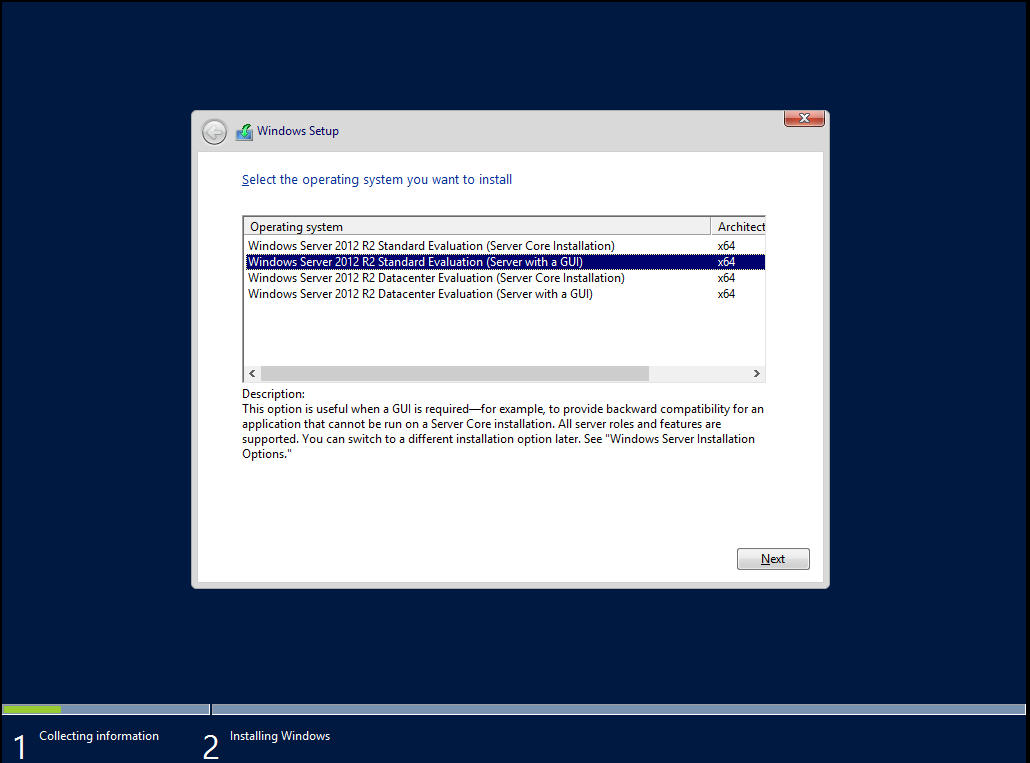 Windows Setup
Select the operating system you want to install
Operating system Architect
Windows Server 2012 R2 Standard Evaluation (Server Core Installation) x64
Windows Server 2012 R2 Standard Evaluation (Server with a GUI) x64
Windows Server 2012 R2 Datacenter Evaluation (Server Core Installation) x64
Windows Server 2012 R2 Datacenter Evaluation (Server with a GUI) x64
Description:
This option is useful when a GUI is required—for example, to provide backward compatibility for an
application that cannot be run on a Server Core installation. All server roles and features are
supported. You can switch to a different installation option later. See "Windows Server Installation
Options."
Next
1 Collecting information 2 Installing Windows